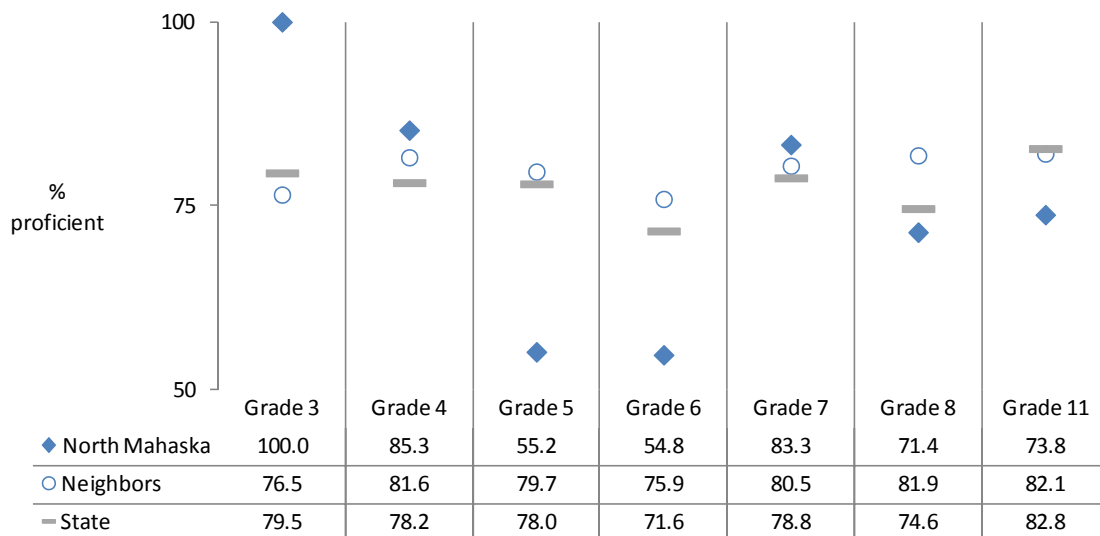 100
%
proficient
75
50
Grade 3 Grade 4 Grade 5 Grade 6 Grade 7 Grade 8 Grade 11
North Mahaska 100.0 85.3 55.2 54.8 83.3 71.4 73.8
Neighbors 76.5 81.6 79.7 75.9 80.5 81.9 82.1
State 79.5 78.2 78.0 71.6 78.8 74.6 82.8